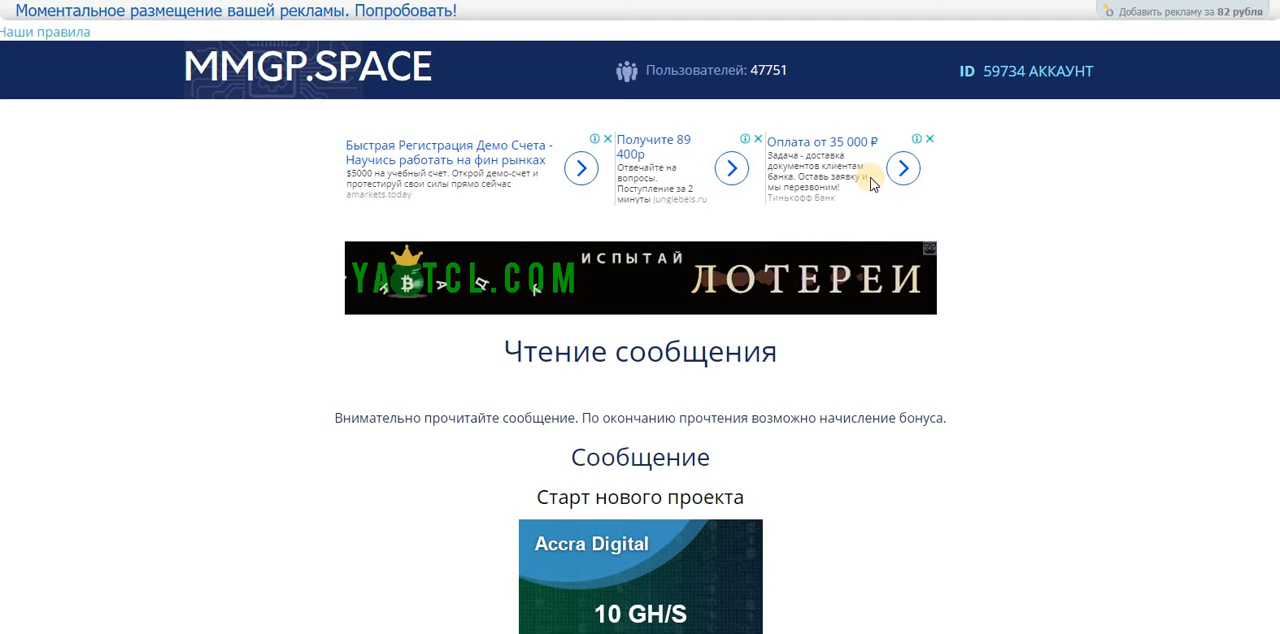 Моментальное размещение вашей рекламы. Попробовать!
Добавить рекламу за 82 рубля
Наши правила
MMGP.SPACE
Пользователей: 47751
ID 59734 АККАУНТ
Быстрая Регистрация Демо Счета -
Научись работать на фин рынках
$5000 на учебный счет. Открой демо-счет и
протестируй свои силы прямо сейчас
amarkets.today
Получите 89
400р
Отвечайте на
вопросы.
Поступление за 2
минуты junglebels.ru
Оплата от 35 000 ₽
Задача - доставка
документов клиентам
банка. Оставь заявку и
мы перезвоним!
Тинькофф Банк
ИСПЫТАЙ
ЛОТЕРЕИ
Чтение сообщения
Внимательно прочитайте сообщение. По окончанию прочтения возможно начисление бонуса.
Сообщение
Старт нового проекта
Accra Digital
10 GH/S